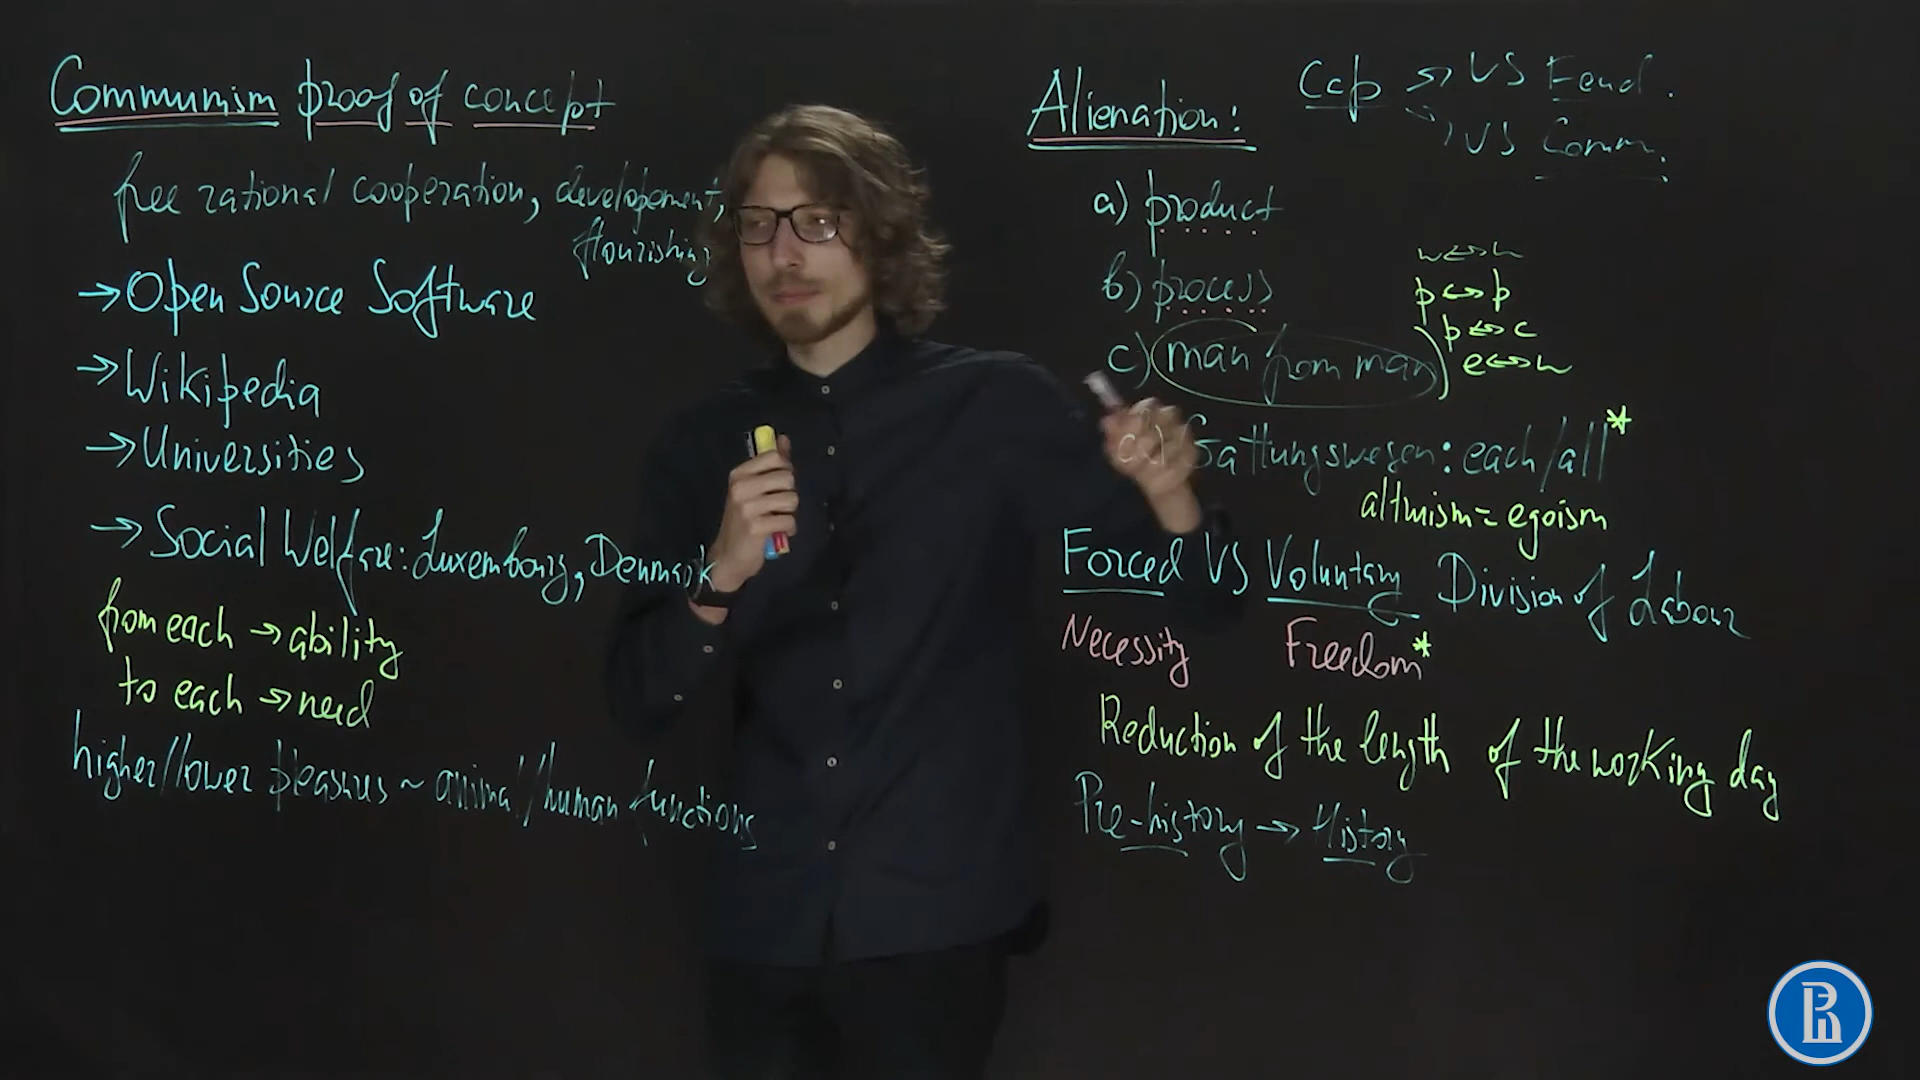 Communism proof of concept
free rational cooperation, developement,
flourishing
→ Open Source Software
→ Wikipedia
→ Universities
→ Social Welfare: Luxembourg, Denmark
from each → ability
to each → need
higher/lower pleasures ~ animal/human functions
Cap → VS Feud.
→ VS Comm.
Alienation:
a) product
b) process
c) man from man
w ↔ w
p ↔ p
p ↔ c
e ↔ w
d) Gattungswesen: each/all*
altruism = egoism
Forced VS Voluntary Division of Labour
Necessity Freedom*
Reduction of the length of the working day
Pre-history → History